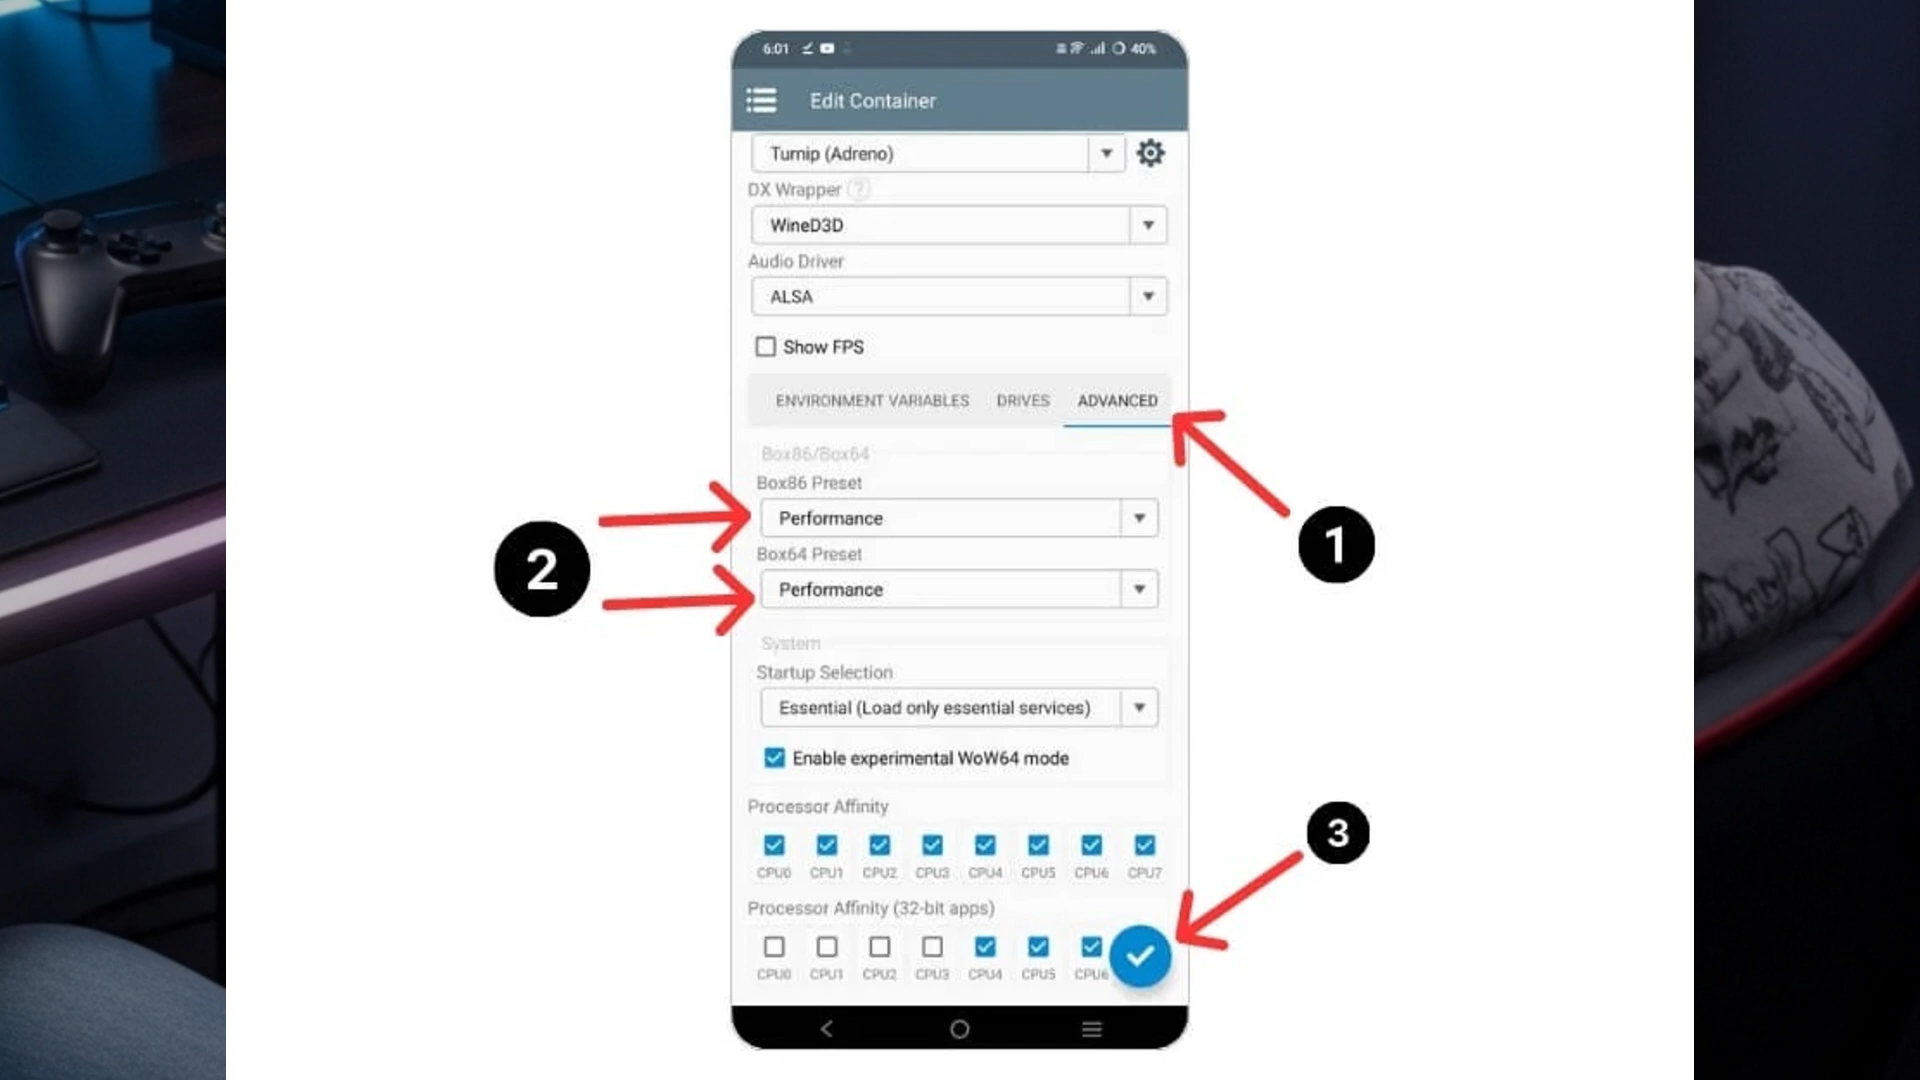 6:01
40%
Edit Container
Turnip (Adreno)
DX Wrapper ?
WineD3D
Audio Driver
ALSA
Show FPS
ENVIRONMENT VARIABLES DRIVES ADVANCED
Box86/Box64
Box86 Preset
Performance
Box64 Preset
Performance
System
Startup Selection
Essential (Load only essential services)
Enable experimental WoW64 mode
Processor Affinity
CPU0 CPU1 CPU2 CPU3 CPU4 CPU5 CPU6 CPU7
Processor Affinity (32-bit apps)
CPU0 CPU1 CPU2 CPU3 CPU4 CPU5 CPU6
1
2
3